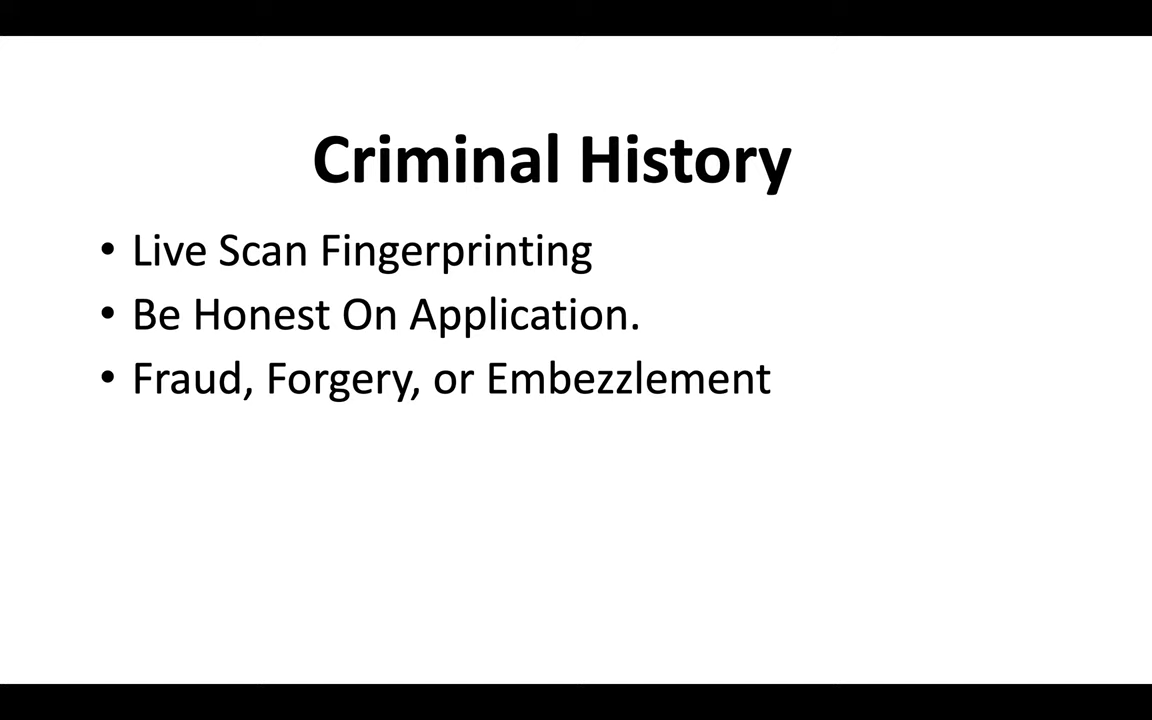 Criminal History
• Live Scan Fingerprinting
• Be Honest On Application.
• Fraud, Forgery, or Embezzlement